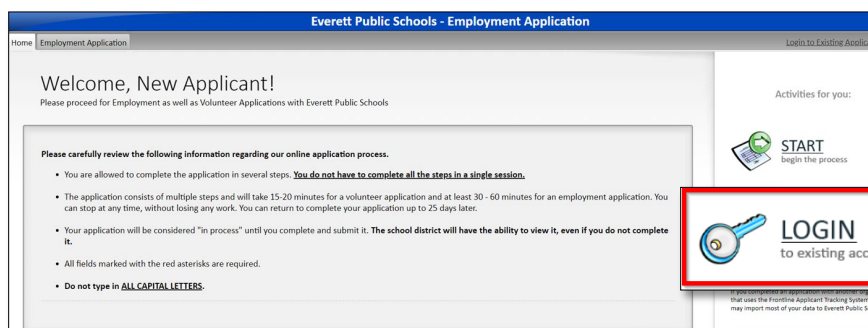 Everett Public Schools - Employment Application
Home Employment Application Login to Existing Applic
Welcome, New Applicant!
Please proceed for Employment as well as Volunteer Applications with Everett Public Schools
Activities for you:
START
begin the process
LOGIN
to existing acc
Please carefully review the following information regarding our online application process.
• You are allowed to complete the application in several steps. You do not have to complete all the steps in a single session.
• The application consists of multiple steps and will take 15-20 minutes for a volunteer application and at least 30 - 60 minutes for an employment application. You
can stop at any time, without losing any work. You can return to complete your application up to 25 days later.
• Your application will be considered "in process" until you complete and submit it. The school district will have the ability to view it, even if you do not complete
it.
• All fields marked with the red asterisks are required.
• Do not type in ALL CAPITAL LETTERS.
If you completed an application with another org
that uses the Frontline Applicant Tracking System
may import most of your data to Everett Public S